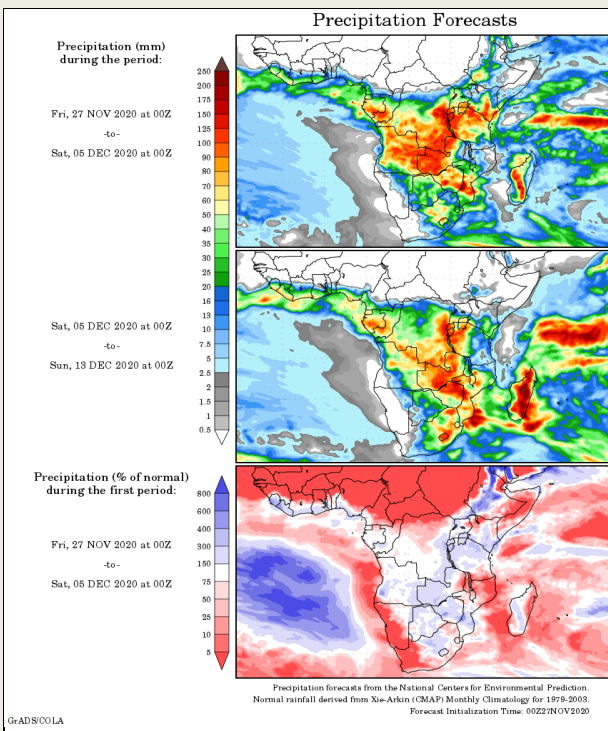 Precipitation Forecasts
Precipitation (mm)
during the period:
Fri, 27 NOV 2020 at 00Z
-to-
Sat, 05 DEC 2020 at 00Z
250
200
175
150
125
100
90
80
70
60
50
40
35
30
25
20
16
13
10
7.5
5
2.5
2
1.5
1
0.5
Sat, 05 DEC 2020 at 00Z
-to-
Sun, 13 DEC 2020 at 00Z
Precipitation (% of normal)
during the first period:
Fri, 27 NOV 2020 at 00Z
-to-
Sat, 05 DEC 2020 at 00Z
800
600
400
300
150
75
50
25
10
5
Precipitation forecasts from the National Centers for Environmental Prediction.
Normal rainfall derived from Xie-Arkin (CMAP) Monthly Climatology for 1979-2003.
Forecast Initialization Time: 00Z27NOV2020
GrADS/COLA